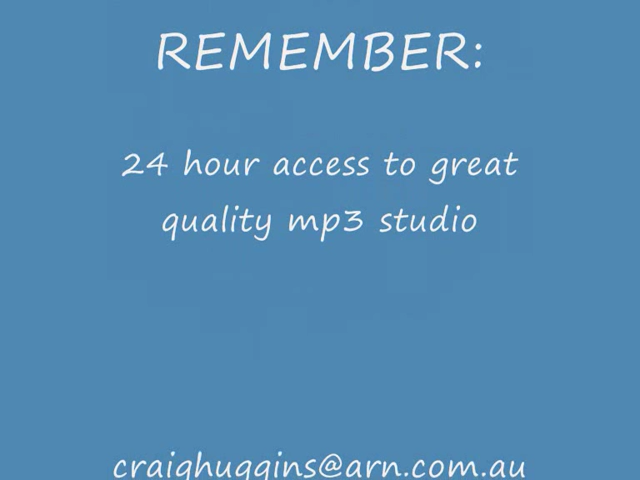 REMEMBER:
24 hour access to great
quality mp3 studio
craighuggins@arn.com.au